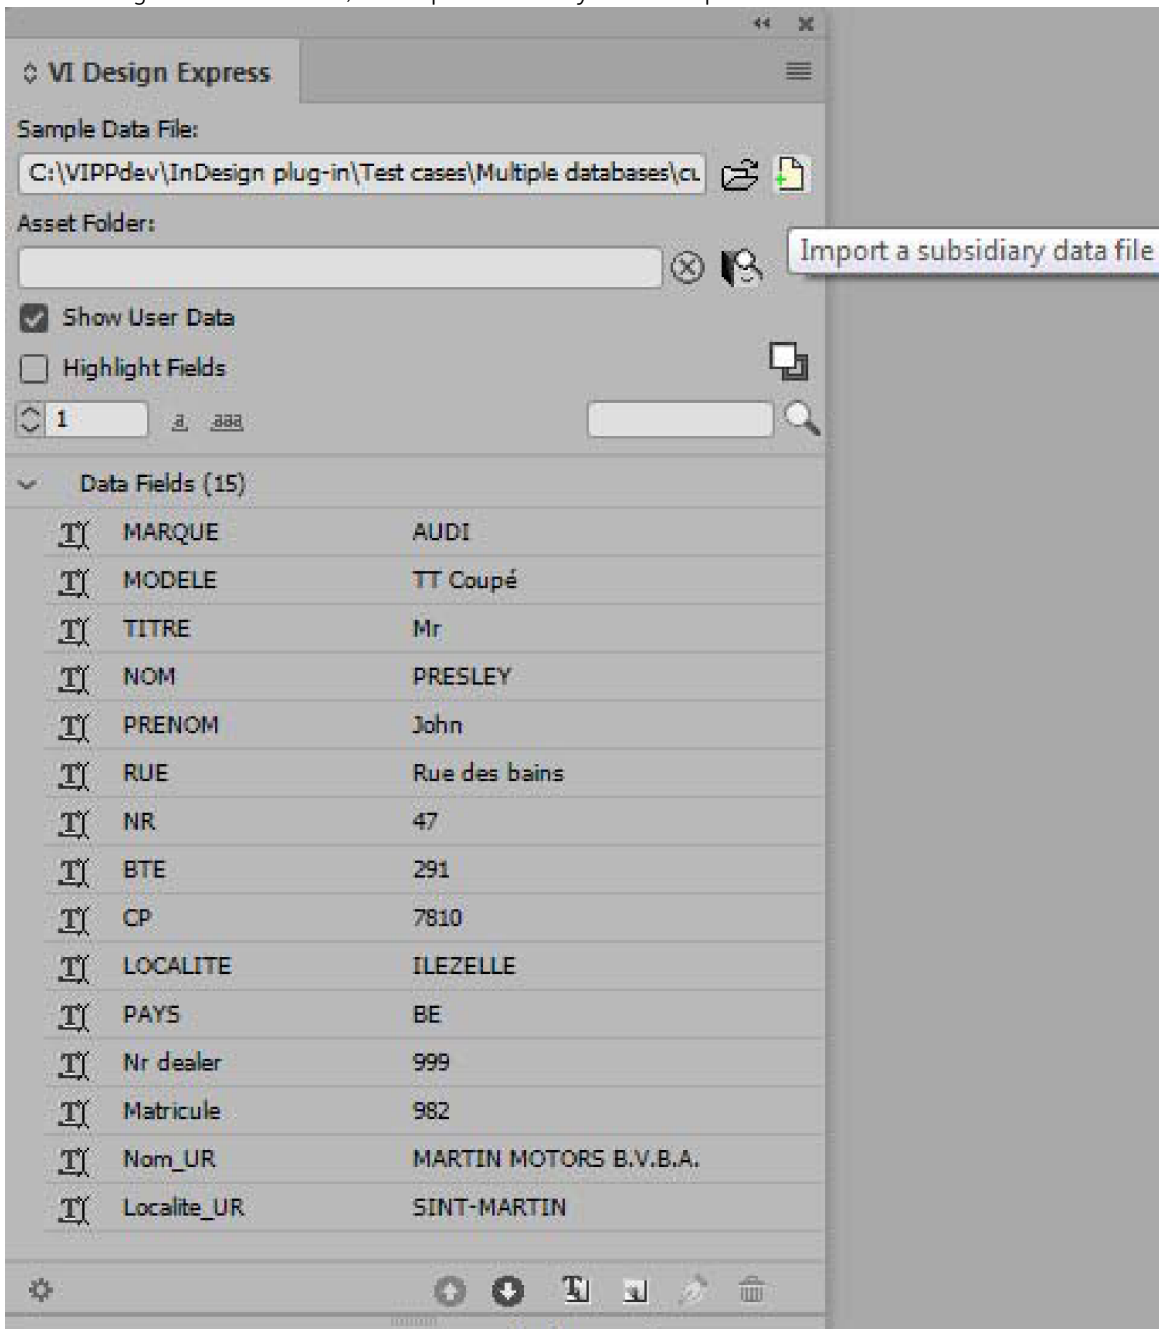 VI Design Express
Sample Data File:
C:\VIPPdev\InDesign plug-in\Test cases\Multiple databases\cu
Asset Folder:
Import a subsidiary data file
Show User Data
Highlight Fields
1 a aaa
Data Fields (15)
MARQUE AUDI
MODELE TT Coupé
TITRE Mr
NOM PRESLEY
PRENOM John
RUE Rue des bains
NR 47
BTE 291
CP 7810
LOCALITE ILEZELLE
PAYS BE
Nr dealer 999
Matricule 982
Nom_UR MARTIN MOTORS B.V.B.A.
Localite_UR SINT-MARTIN